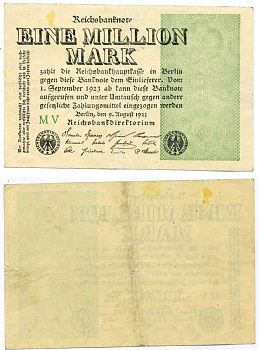 Reichsbanknote
EINE MILLION
MARK
zahlt die Reichsbankhauptkasse in Berlin
gegen diese Banknote dem Einlieferer. Vom
1. September 1923 ab kann diese Banknote
aufgerufen und unter Umtausch gegen andere
gesetzliche Zahlungsmittel eingezogen werden
Berlin, den 9. August 1923
MV Reichsbankdirektorium